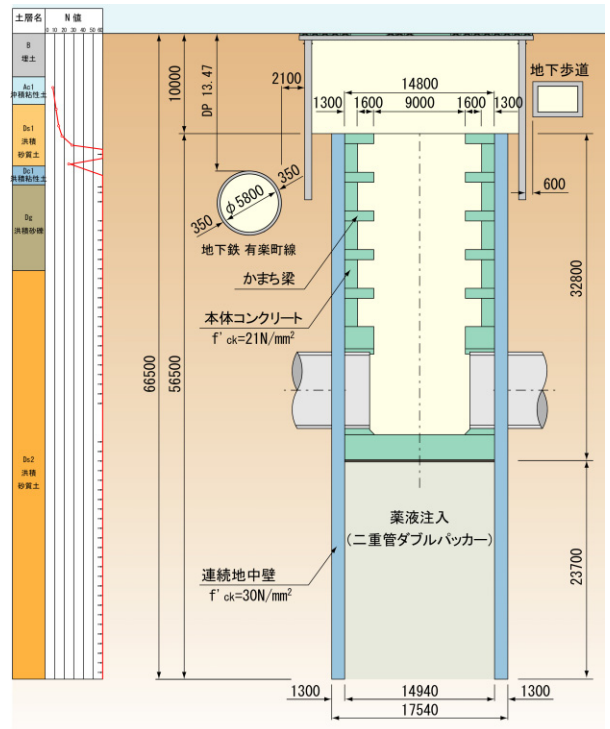 土層名
N 値
0 10 20 30 40 50 60
B
埋土
Ac1
沖積粘性土
Ds1
洪積
砂質土
Dc1
洪積粘性土
Dg
洪積砂礫
Ds2
洪積
砂質土
66500
10000
56500
DP 13.47
2100
14800
1300
1600
9000
1600
1300
地下歩道
600
350
φ5800
350
地下鉄 有楽町線
かまち梁
本体コンクリート
f'ck=21N/mm²
32800
薬液注入
(二重管ダブルパッカー)
23700
連続地中壁
f'ck=30N/mm²
1300
14940
1300
17540